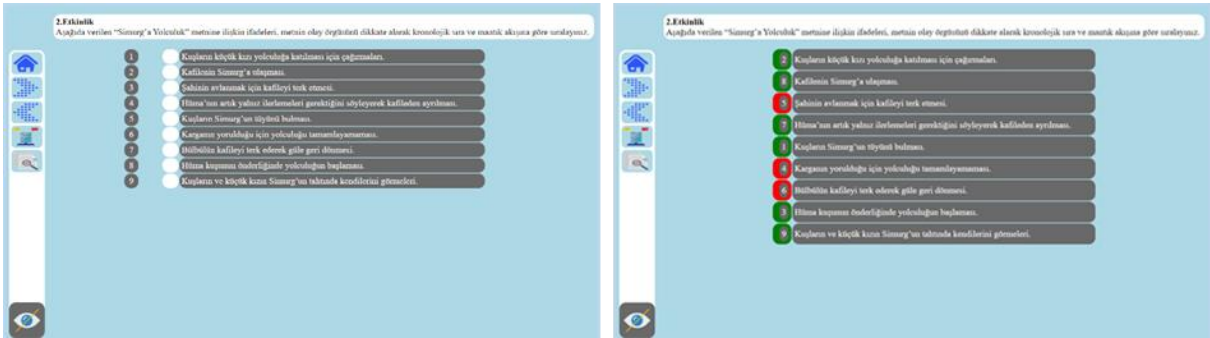 2.Etkinlik
Aşağıda verilen “Simurg’a Yolculuk” metnine ilişkin ifadeleri, metnin olay örgüsünü dikkate alarak kronolojik sıra ve mantık akışına göre sıralayınız.
1 Kuşların küçük kızı yolculuğa katılması için çağırmaları.
2 Kafilenin Simurg’a ulaşması.
3 Şahinin avlanmak için kafileyi terk etmesi.
4 Hüma’nın artık yalnız ilerlemeleri gerektiğini söyleyerek kafileden ayrılması.
5 Kuşların Simurg’un tüyünü bulması.
6 Karganın yorulduğu için yolculuğu tamamlayamaması.
7 Bülbülün kafileyi terk ederek güle geri dönmesi.
8 Hüma kuşunun önderliğinde yolculuğun başlaması.
9 Kuşların ve küçük kızın Simurg’un tahtında kendilerini görmeleri.
2.Etkinlik
Aşağıda verilen “Simurg’a Yolculuk” metnine ilişkin ifadeleri, metnin olay örgüsünü dikkate alarak kronolojik sıra ve mantık akışına göre sıralayınız.
2 Kuşların küçük kızı yolculuğa katılması için çağırmaları.
8 Kafilenin Simurg’a ulaşması.
5 Şahinin avlanmak için kafileyi terk etmesi.
7 Hüma’nın artık yalnız ilerlemeleri gerektiğini söyleyerek kafileden ayrılması.
1 Kuşların Simurg’un tüyünü bulması.
4 Karganın yorulduğu için yolculuğu tamamlayamaması.
6 Bülbülün kafileyi terk ederek güle geri dönmesi.
3 Hüma kuşunun önderliğinde yolculuğun başlaması.
9 Kuşların ve küçük kızın Simurg’un tahtında kendilerini görmeleri.